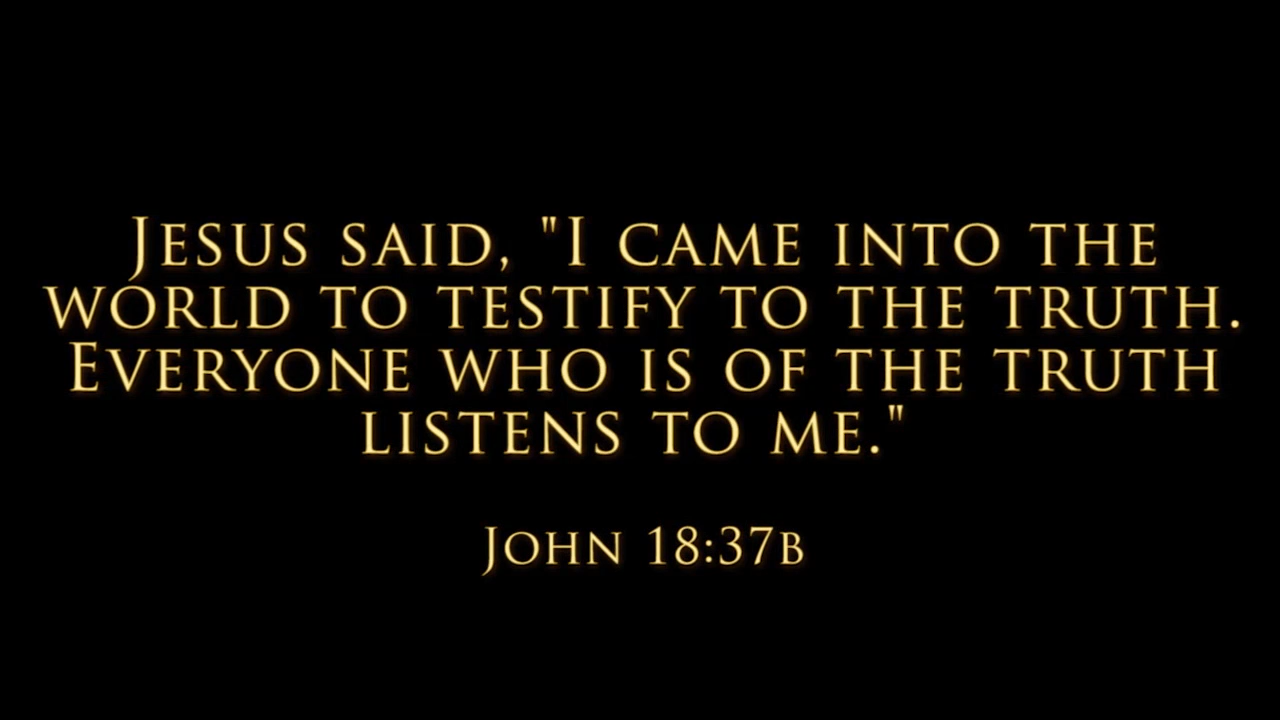 Jesus said, "I came into the
world to testify to the truth.
Everyone who is of the truth
listens to me."
John 18:37b